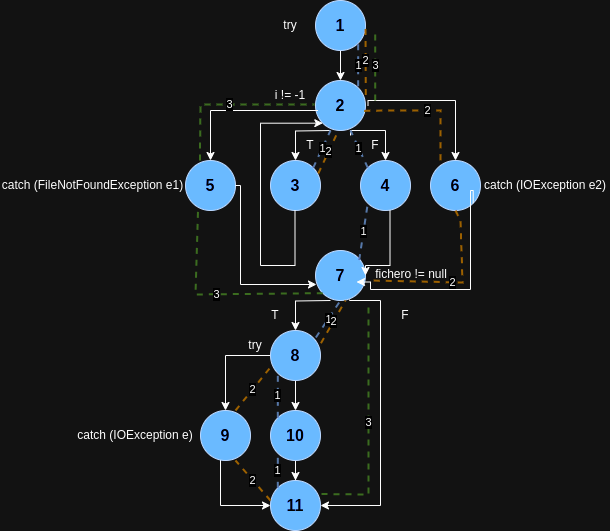 try
1
1
2
3
i != -1
3
2
2
T
1
2
1
F
catch (FileNotFoundException e1)
5
3
4
6
catch (IOException e2)
1
7
fichero != null
2
3
T
1
2
F
try
8
2
1
3
catch (IOException e)
9
10
2
1
11